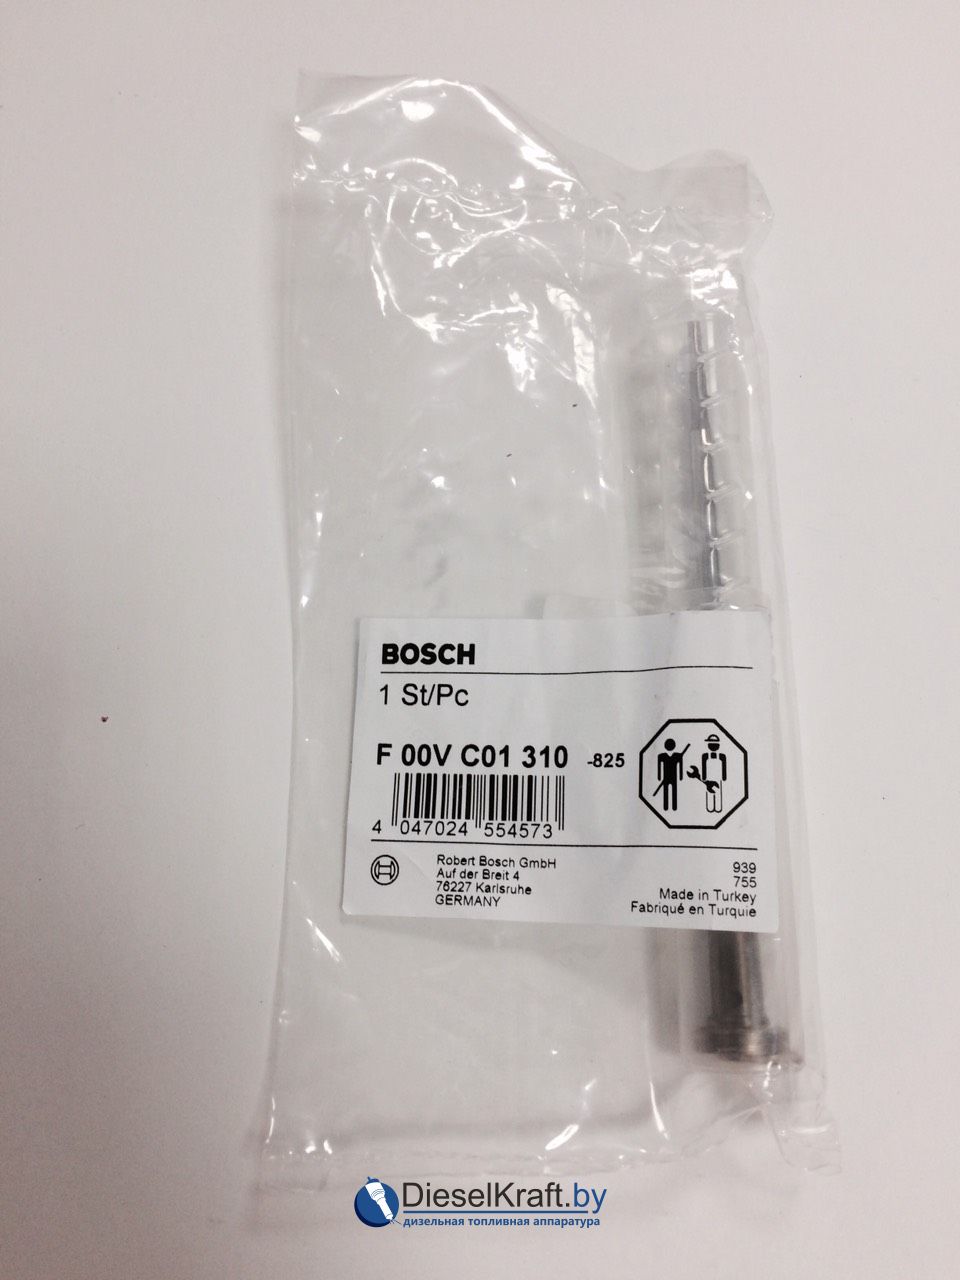 BOSCH
1 St/Pc
F 00V C01 310 -825
4 047024 554573
Robert Bosch GmbH
Auf der Breit 4
76227 Karlsruhe
GERMANY
939
755
Made in Turkey
Fabriqué en Turquie
DieselKraft.by
дизельная топливная аппаратура